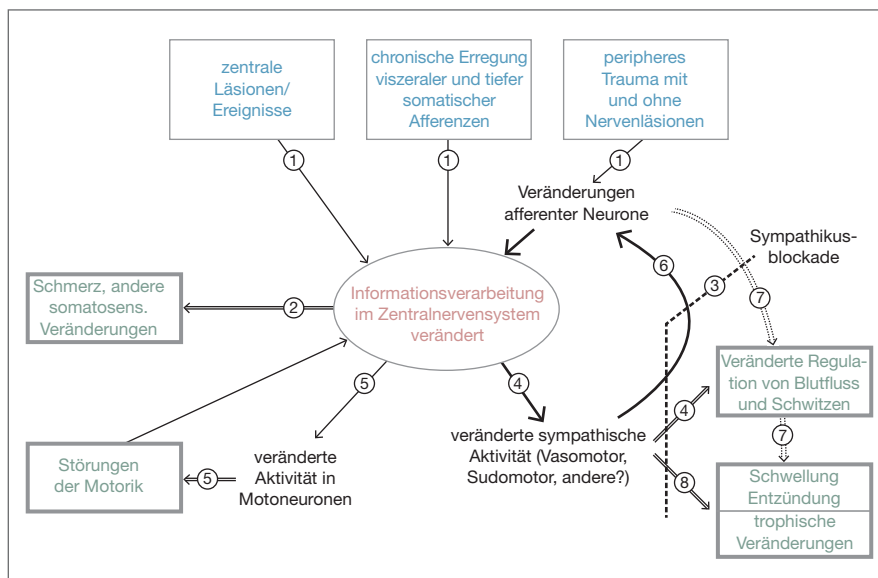 zentrale
Läsionen/
Ereignisse
chronische Erregung
viszeraler und tiefer
somatischer
Afferenzen
peripheres
Trauma mit
und ohne
Nervenläsionen
1
1
1
Veränderungen
afferenter Neurone
Sympathikus-
blockade
6
3
7
Schmerz, andere
somatosens.
Veränderungen
2
Informationsverarbeitung
im Zentralnervensystem
verändert
5
4
Veränderte Regula-
tion von Blutfluss
und Schwitzen
4
7
Störungen
der Motorik
5
veränderte
Aktivität in
Motoneuronen
veränderte sympathische
Aktivität (Vasomotor,
Sudomotor, andere?)
8
Schwellung
Entzündung
trophische
Veränderungen